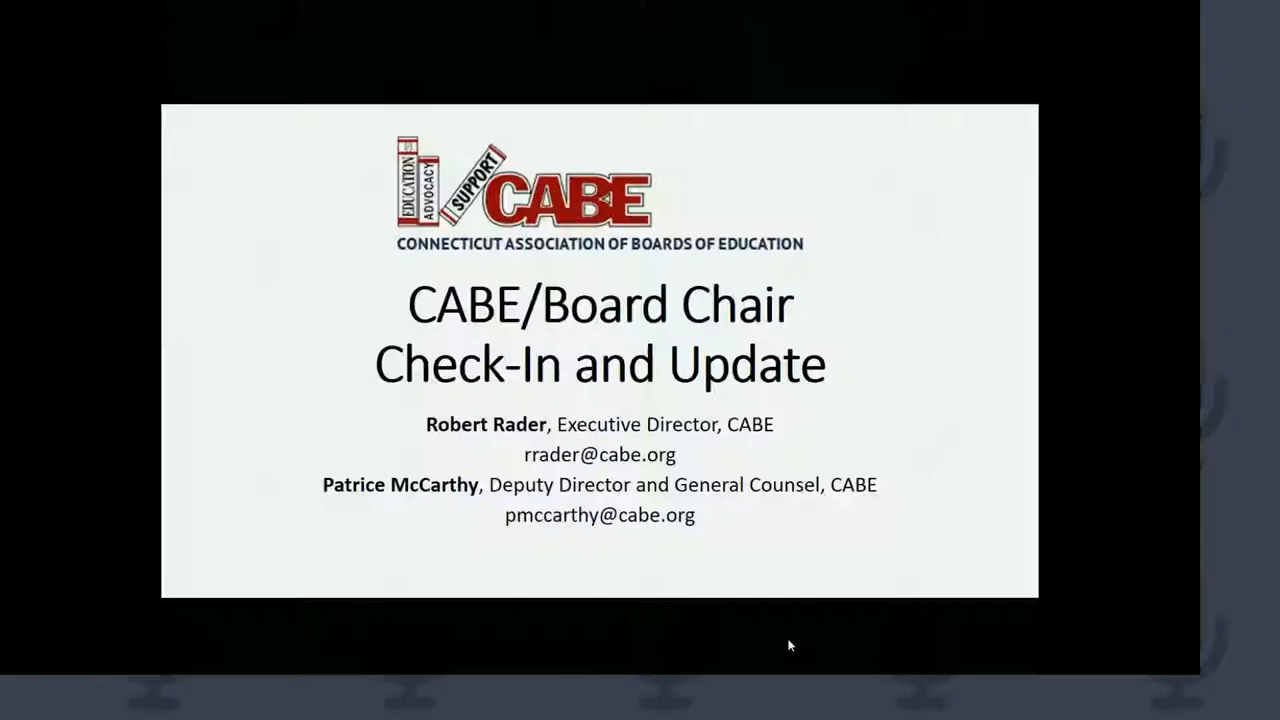 EDUCATION
ADVOCACY
SUPPORT
CABE
CONNECTICUT ASSOCIATION OF BOARDS OF EDUCATION
CABE/Board Chair
Check-In and Update
Robert Rader, Executive Director, CABE
rrader@cabe.org
Patrice McCarthy, Deputy Director and General Counsel, CABE
pmccarthy@cabe.org